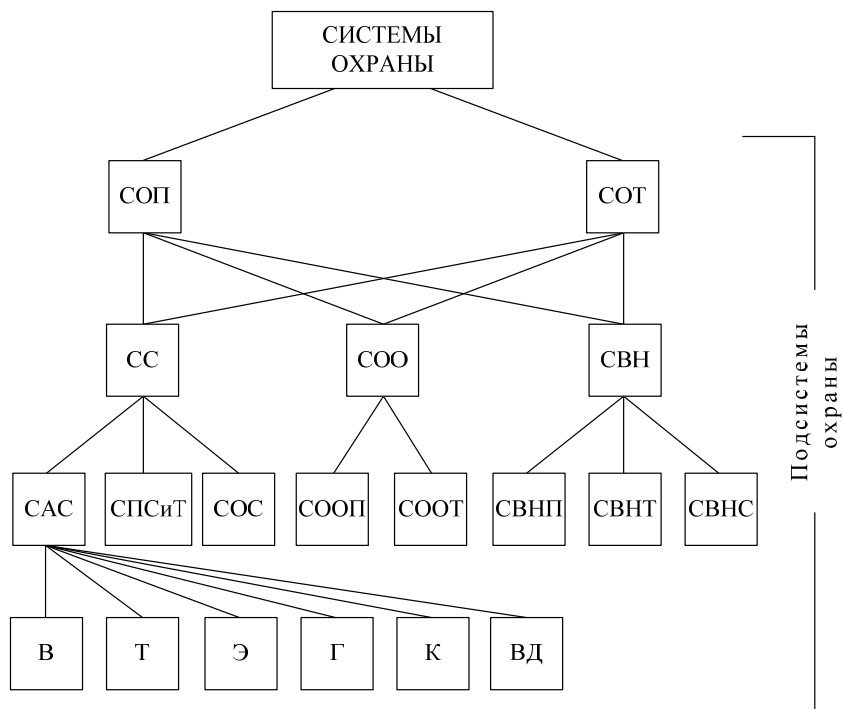 СИСТЕМЫ
ОХРАНЫ
СОП
СОТ
СС
СОО
СВН
САС
СПСиТ
СОС
СООП
СООТ
СВНП
СВНТ
СВНС
В
Т
Э
Г
К
ВД
Подсистемы
охраны